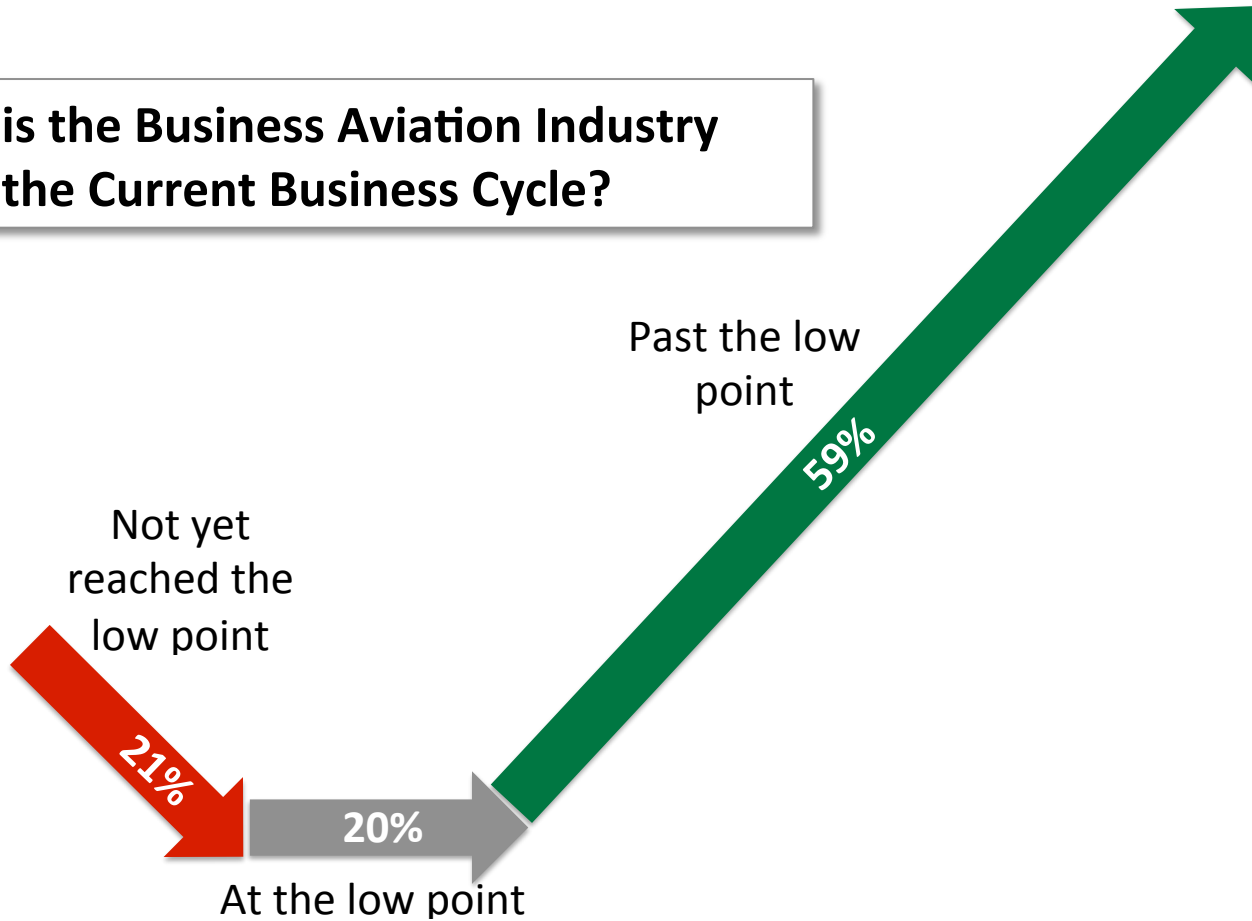 is the Business Aviation Industry
the Current Business Cycle?
Past the low
point
59%
Not yet
reached the
low point
21%
20%
At the low point